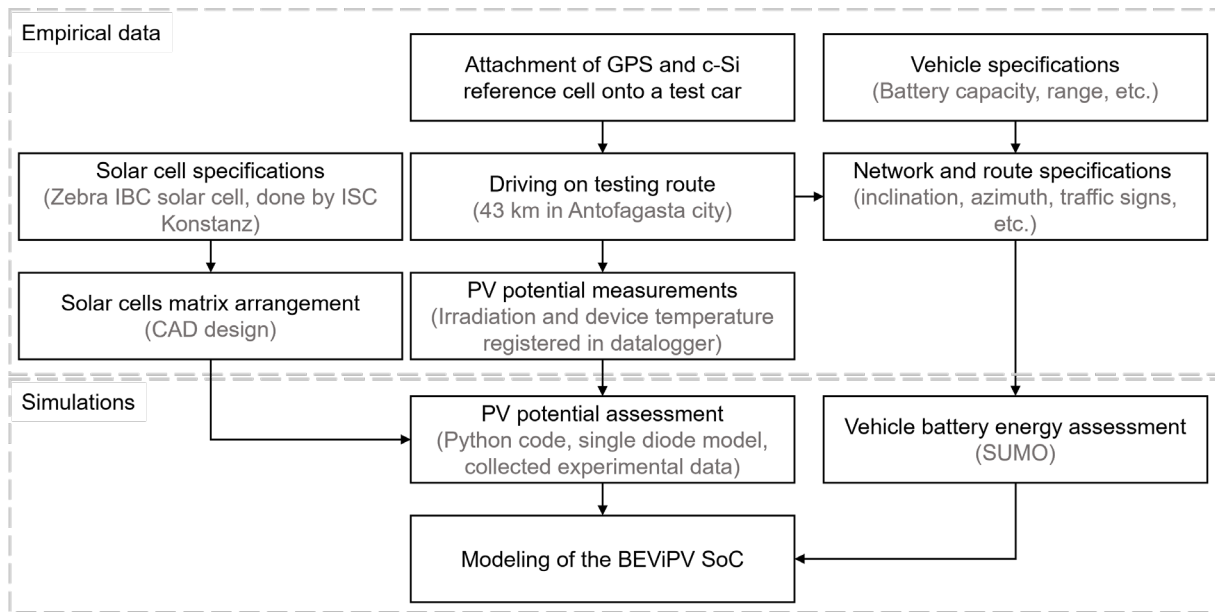 Empirical data
Attachment of GPS and c-Si
reference cell onto a test car
Vehicle specifications
(Battery capacity, range, etc.)
Solar cell specifications
(Zebra IBC solar cell, done by ISC
Konstanz)
Driving on testing route
(43 km in Antofagasta city)
Network and route specifications
(inclination, azimuth, traffic signs,
etc.)
Solar cells matrix arrangement
(CAD design)
PV potential measurements
(Irradiation and device temperature
registered in datalogger)
Simulations
PV potential assessment
(Python code, single diode model,
collected experimental data)
Vehicle battery energy assessment
(SUMO)
Modeling of the BEViPV SoC